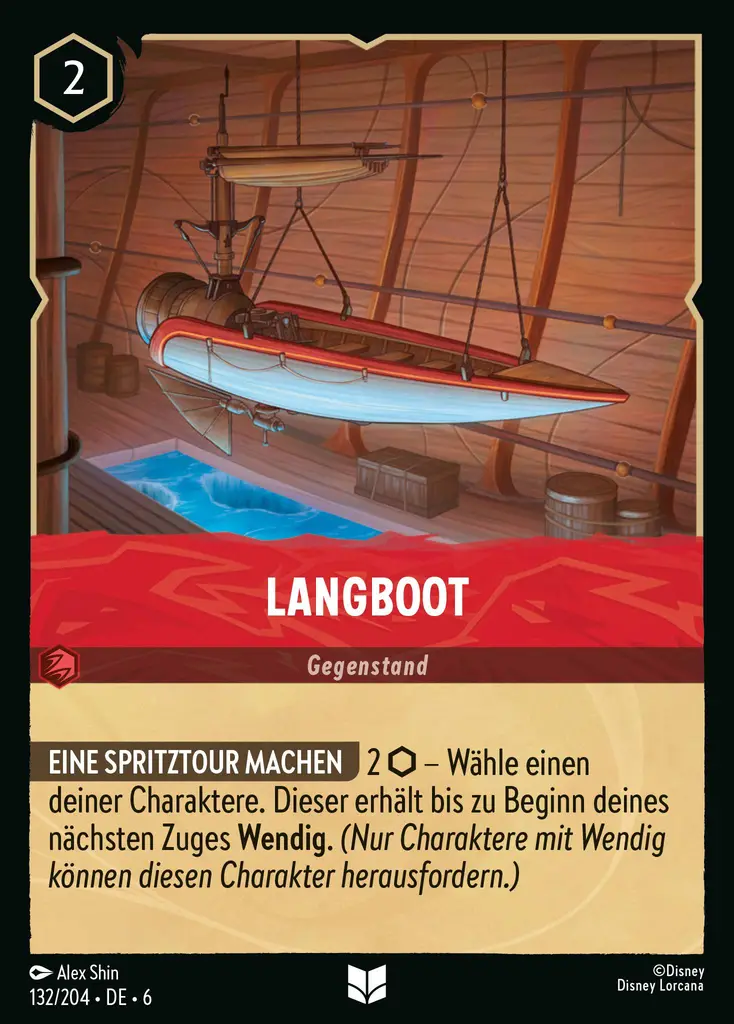 2
LANGBOOT
Gegenstand
EINE SPRITZTOUR MACHEN 2 ⬡ – Wähle einen
deiner Charaktere. Dieser erhält bis zu Beginn deines
nächsten Zuges Wendig. (Nur Charaktere mit Wendig
können diesen Charakter herausfordern.)
Alex Shin
132/204 • DE • 6
©Disney
Disney Lorcana